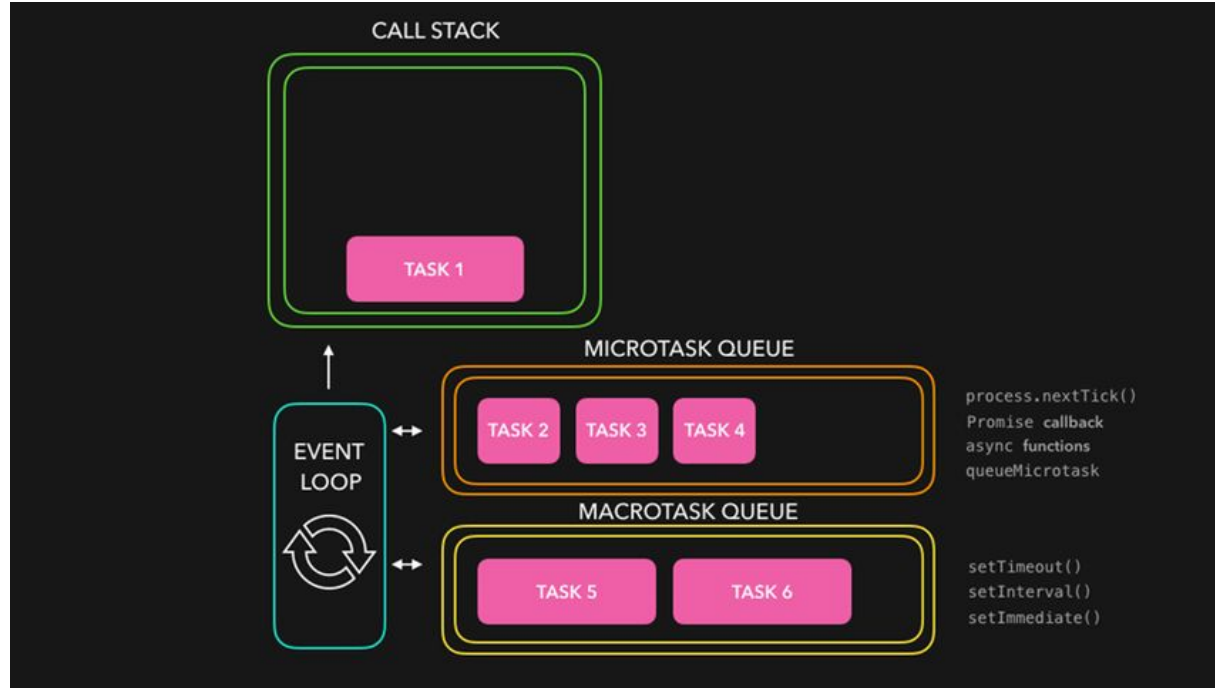 CALL STACK
TASK 1
MICROTASK QUEUE
TASK 2 TASK 3 TASK 4
process.nextTick()
Promise callback
async functions
queueMicrotask
EVENT
LOOP
MACROTASK QUEUE
TASK 5 TASK 6
setTimeout()
setInterval()
setImmediate()